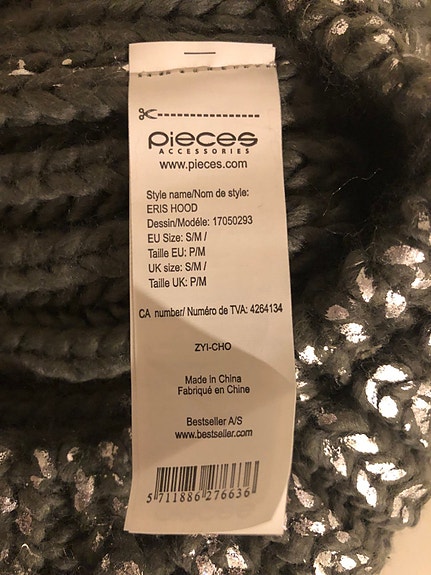 pieces
ACCESSORIES
www.pieces.com
Style name/Nom de style:
ERIS HOOD
Dessin/Modéle: 17050293
EU Size: S/M /
Taille EU: P/M
UK size: S/M /
Taille UK: P/M
CA number/ Numéro de TVA: 4264134
ZYI-CHO
Made in China
Fabriqué en Chine
Bestseller A/S
www.bestseller.com
5 711886 276636